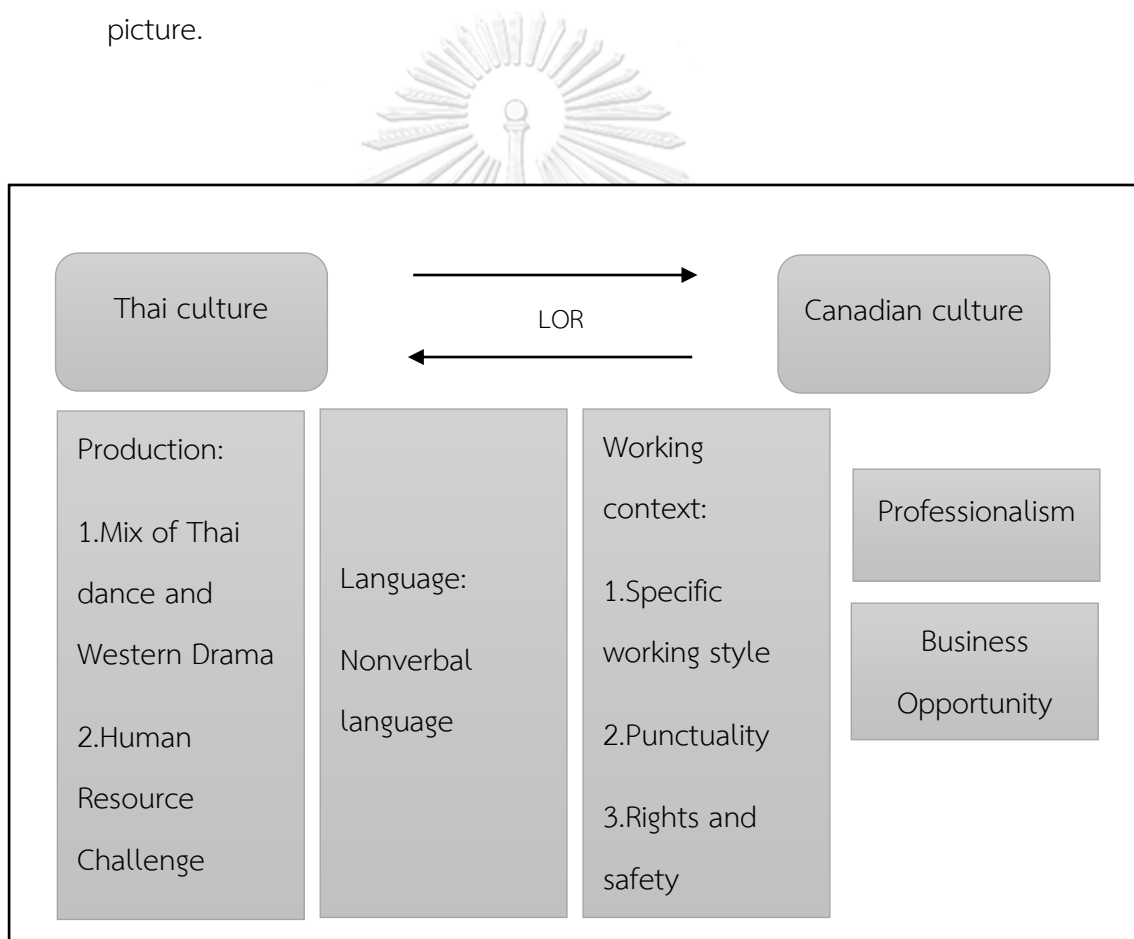 picture.
Thai culture
LOR
Canadian culture
Production:
1.Mix of Thai
dance and
Western Drama
2.Human
Resource
Challenge
Language:
Nonverbal
language
Working
context:
1.Specific
working style
2.Punctuality
3.Rights and
safety
Professionalism
Business
Opportunity